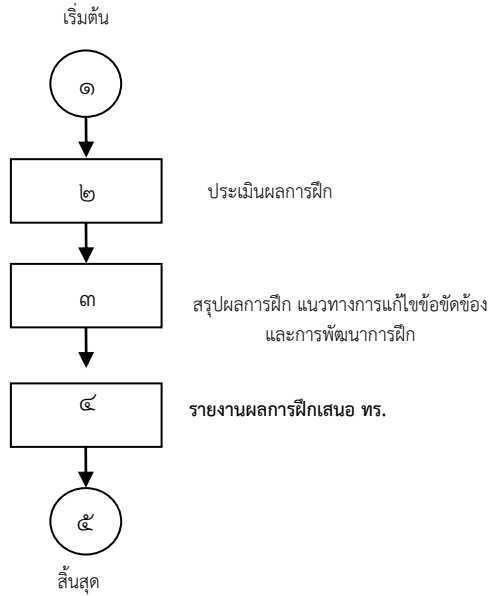 เริ่มต้น
๑
๒
ประเมินผลการฝึก
๓
สรุปผลการฝึก แนวทางการแก้ไขข้อขัดข้อง
และการพัฒนาการฝึก
๔
รายงานผลการฝึกเสนอ ทร.
๕
สิ้นสุด